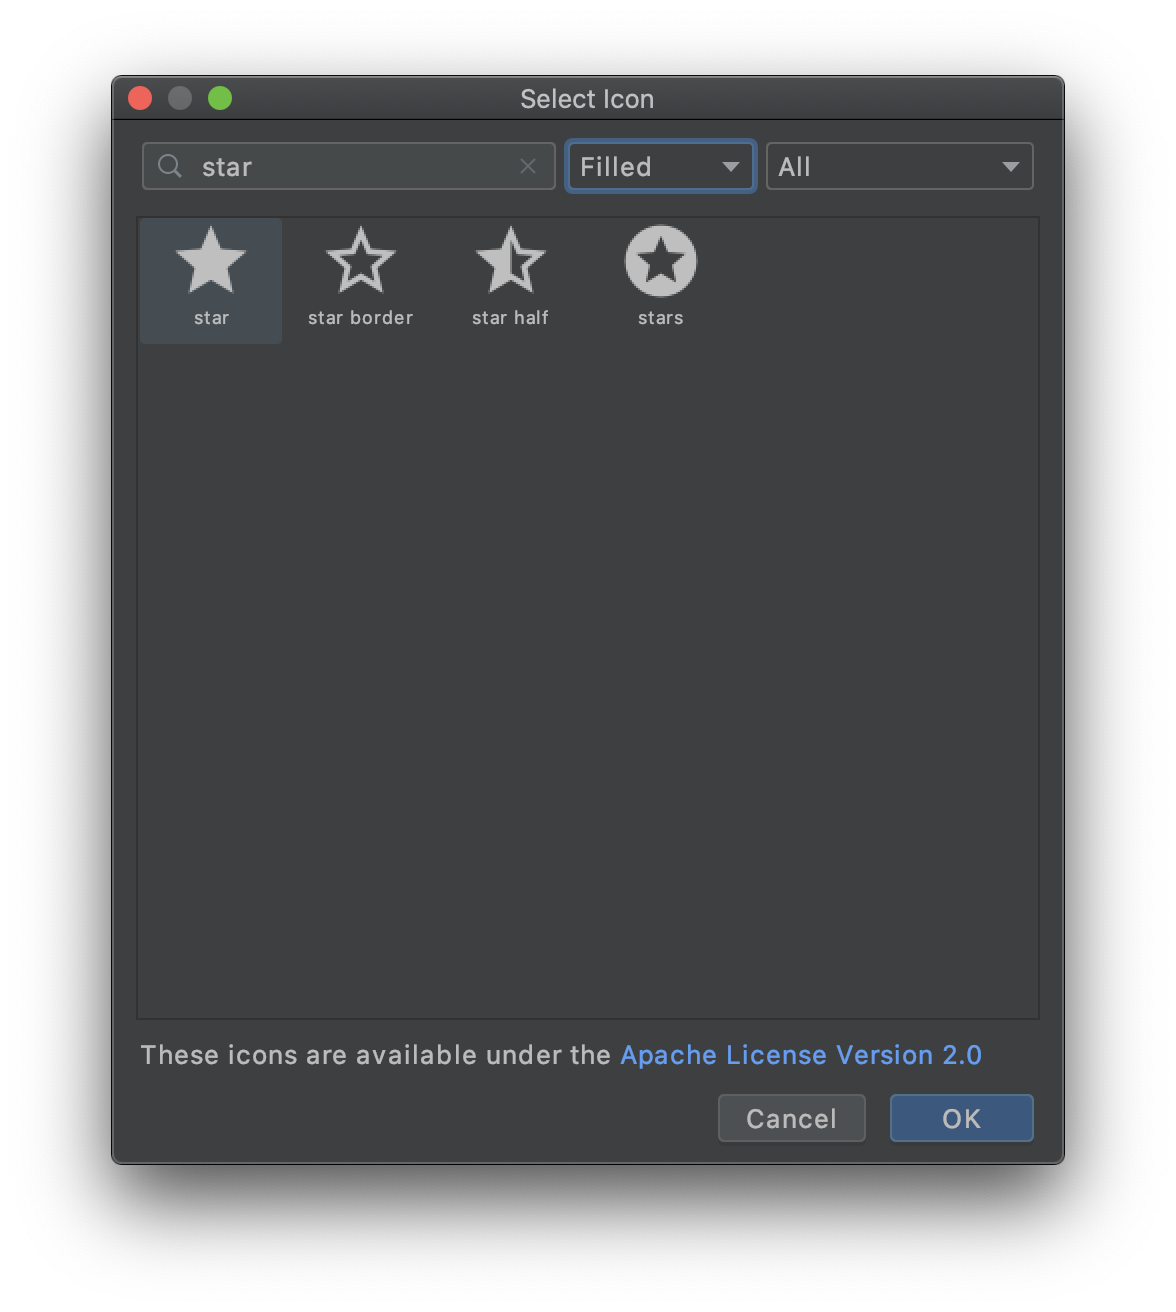 Select Icon
star
Filled
All
star
star border
star half
stars
These icons are available under the Apache License Version 2.0
Cancel
OK